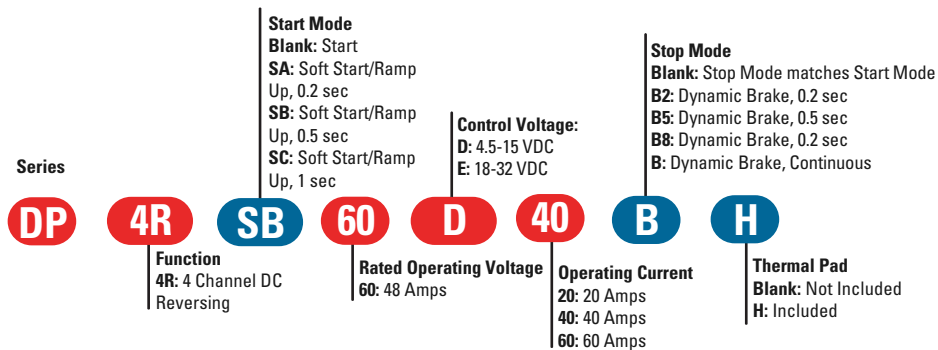 Start Mode
Blank: Start
SA: Soft Start/Ramp
Up, 0.2 sec
SB: Soft Start/Ramp
Up, 0.5 sec
SC: Soft Start/Ramp
Up, 1 sec
Control Voltage:
D: 4.5-15 VDC
E: 18-32 VDC
Stop Mode
Blank: Stop Mode matches Start Mode
B2: Dynamic Brake, 0.2 sec
B5: Dynamic Brake, 0.5 sec
B8: Dynamic Brake, 0.2 sec
B: Dynamic Brake, Continuous
Series
DP 4R SB 60 D 40 B H
Function
4R: 4 Channel DC
Reversing
Rated Operating Voltage
60: 48 Amps
Operating Current
20: 20 Amps
40: 40 Amps
60: 60 Amps
Thermal Pad
Blank: Not Included
H: Included